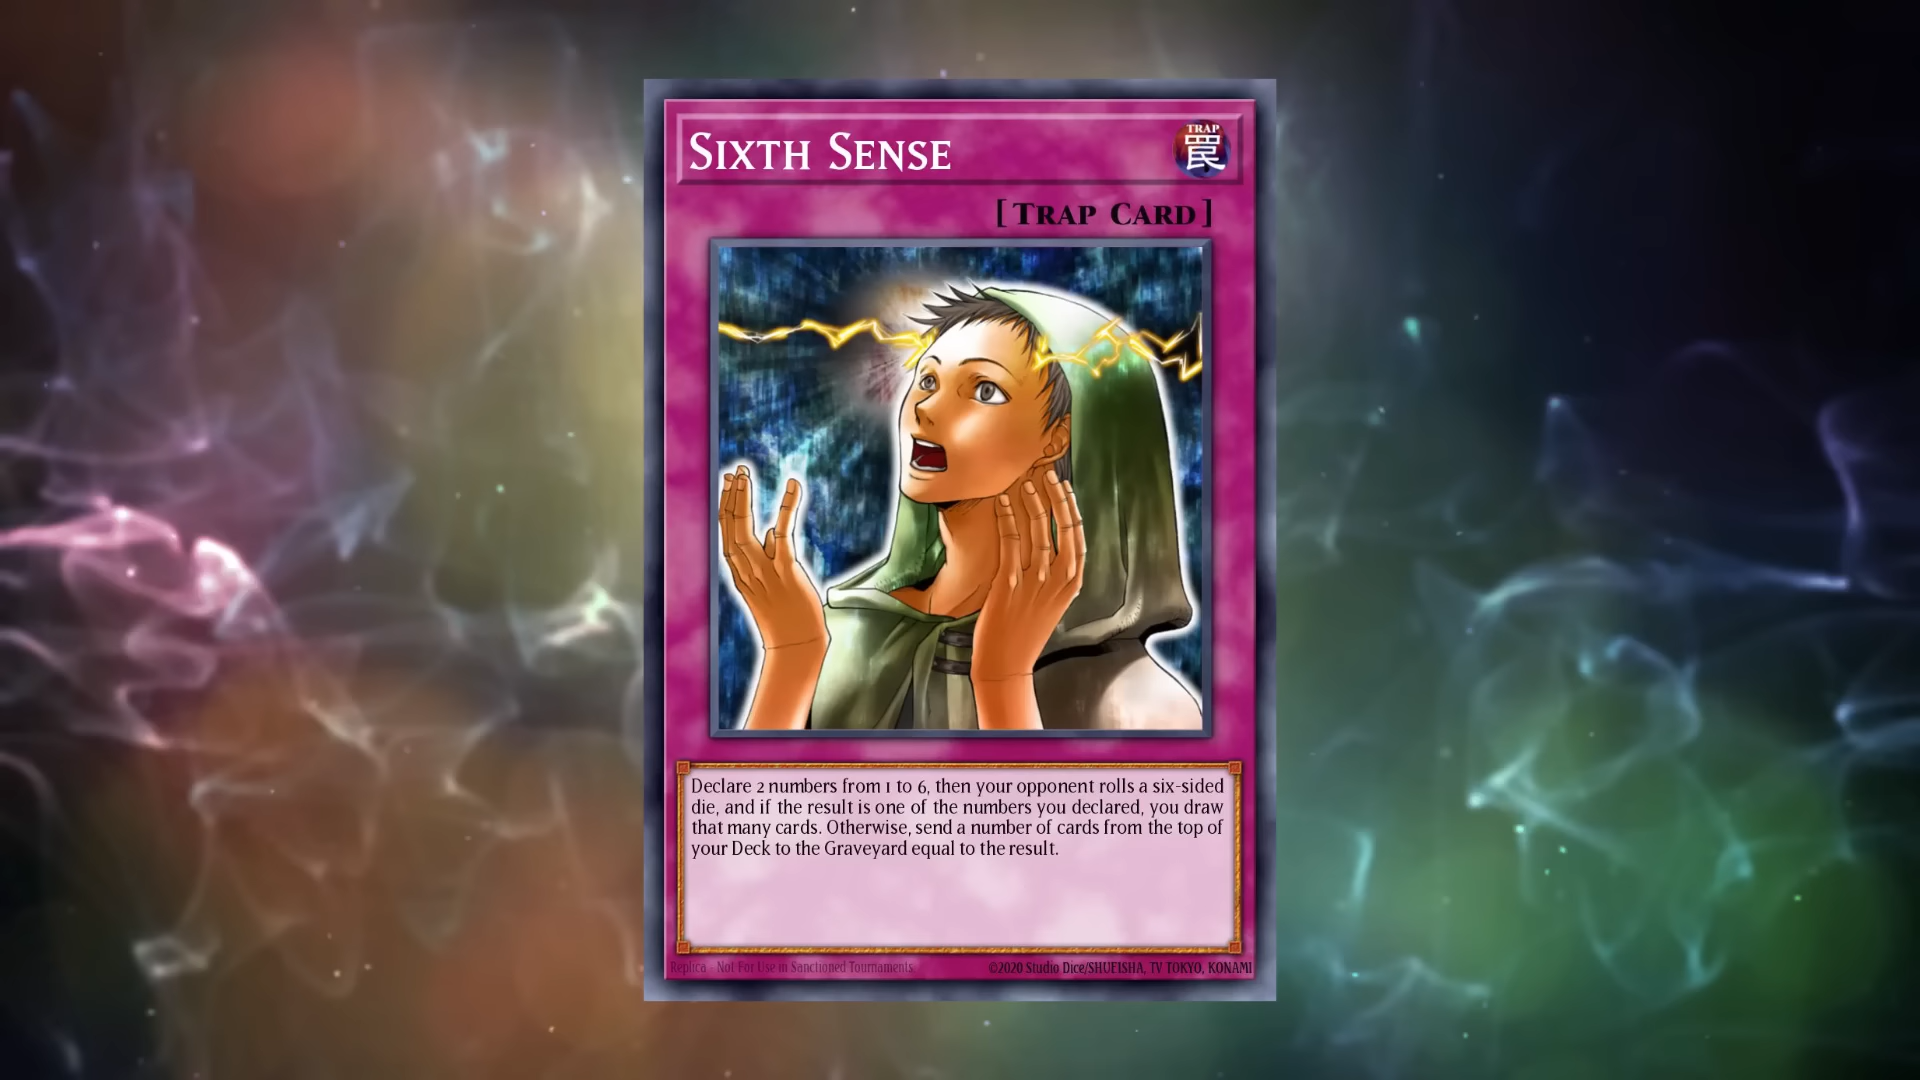 Sixth Sense
TRAP
罠
[Trap Card]
Declare 2 numbers from 1 to 6, then your opponent rolls a six-sided
die, and if the result is one of the numbers you declared, you draw
that many cards. Otherwise, send a number of cards from the top of
your Deck to the Graveyard equal to the result.
Replica - Not For Use in Sanctioned Tournaments
©2020 Studio Dice/SHUEISHA, TV TOKYO, KONAMI